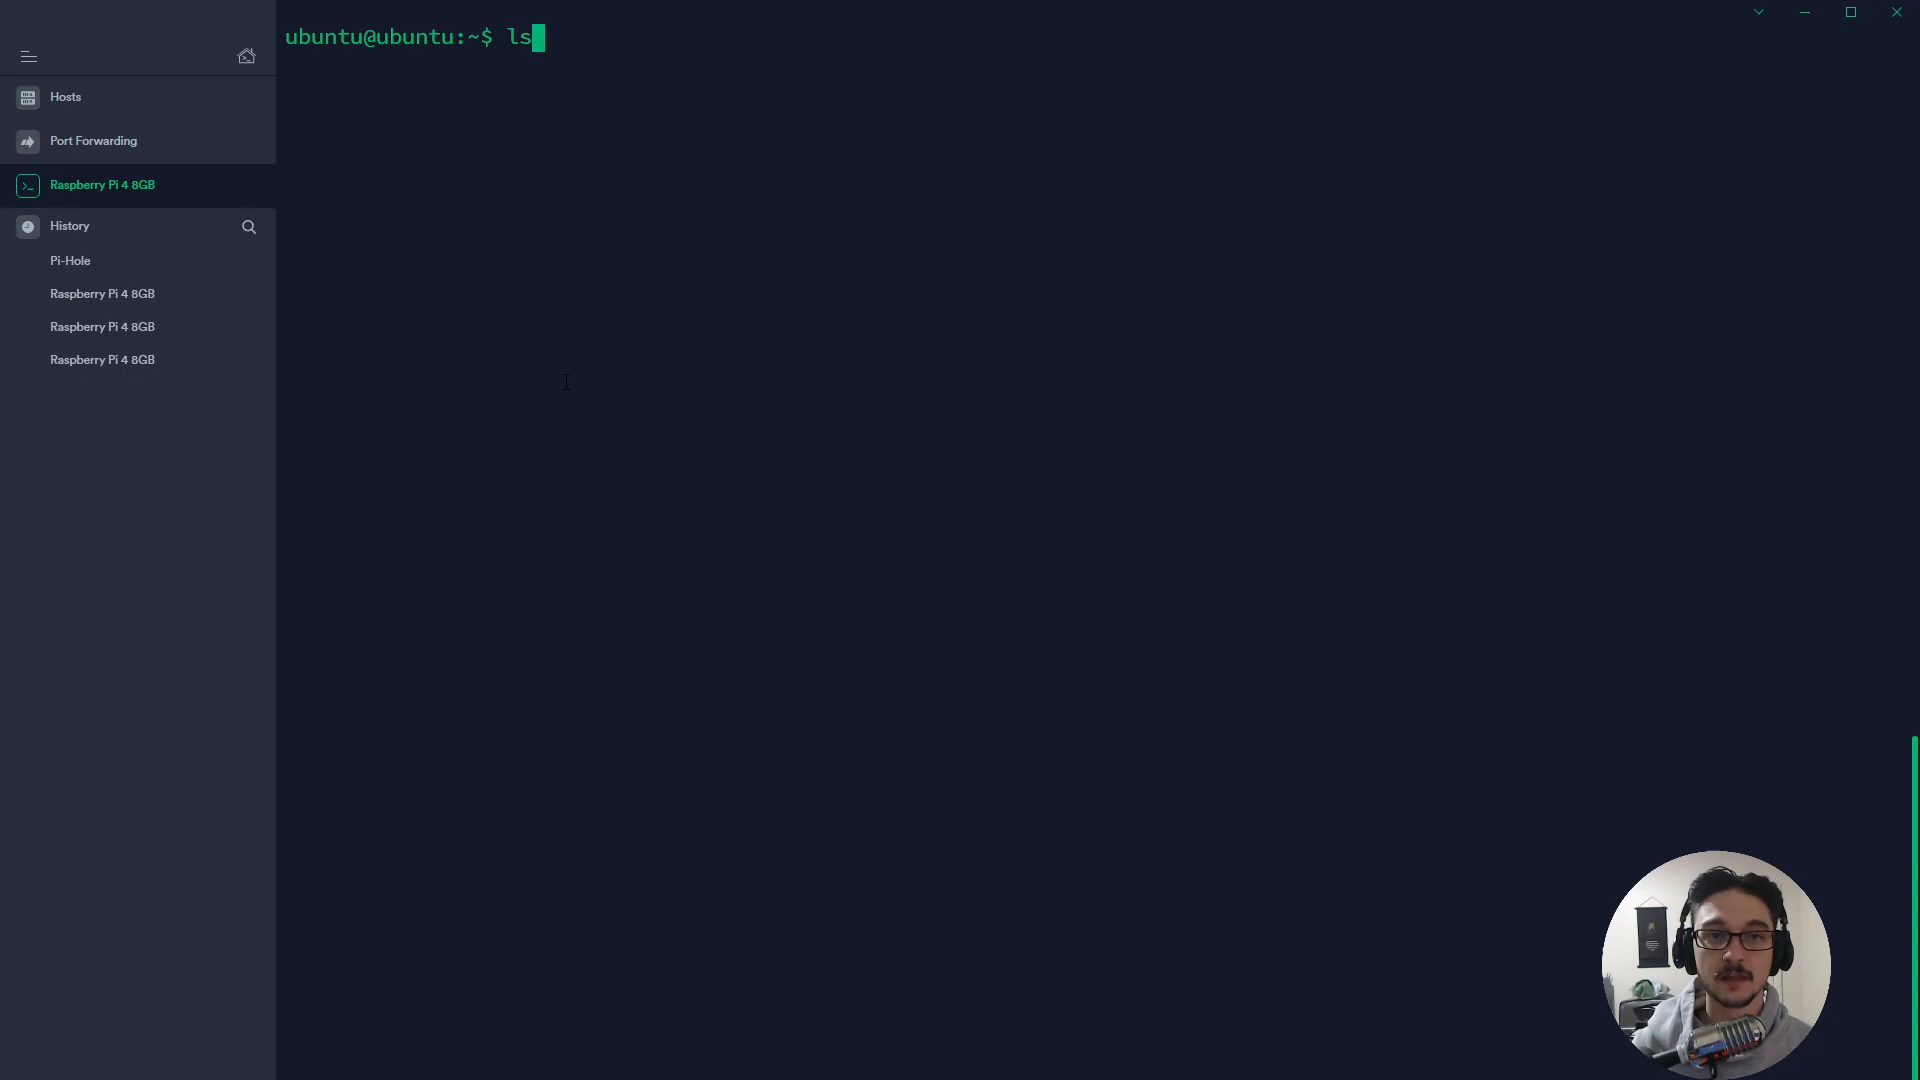 ubuntu@ubuntu:~$ ls
Hosts
Port Forwarding
Raspberry Pi 4 8GB
History
Pi-Hole
Raspberry Pi 4 8GB
Raspberry Pi 4 8GB
Raspberry Pi 4 8GB